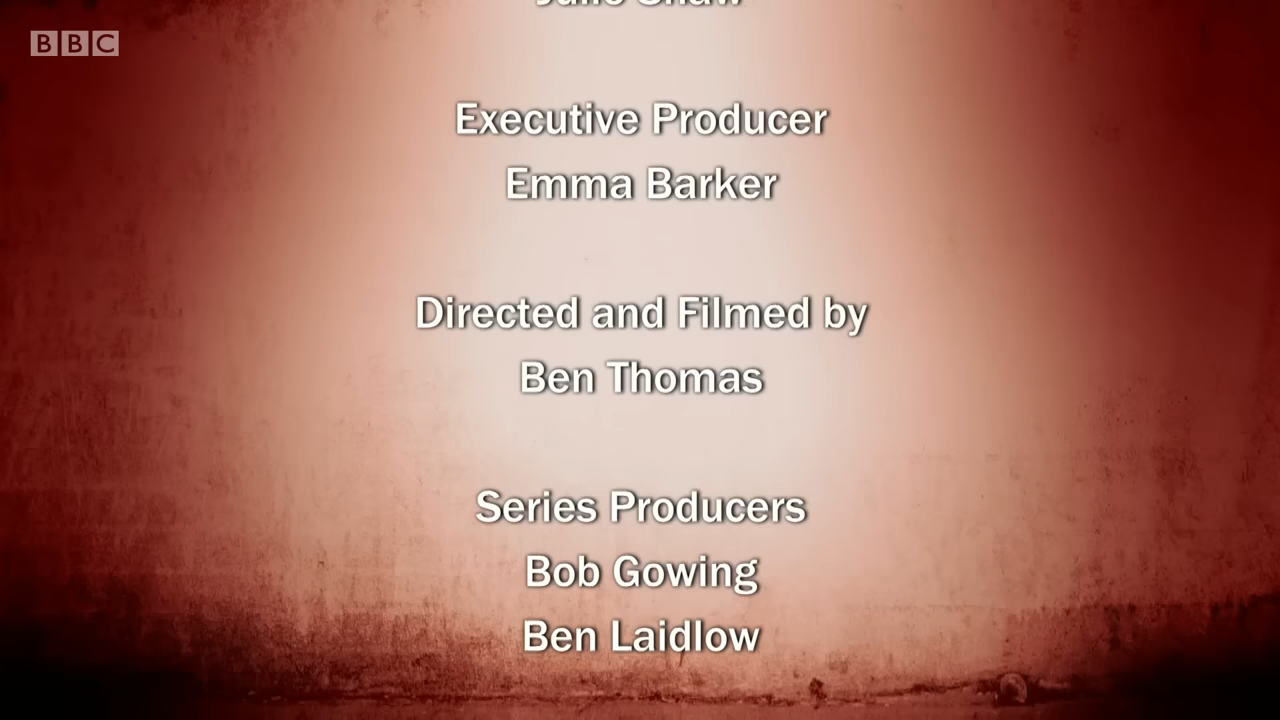 BBC
Executive Producer
Emma Barker
Directed and Filmed by
Ben Thomas
Series Producers
Bob Gowing
Ben Laidlow